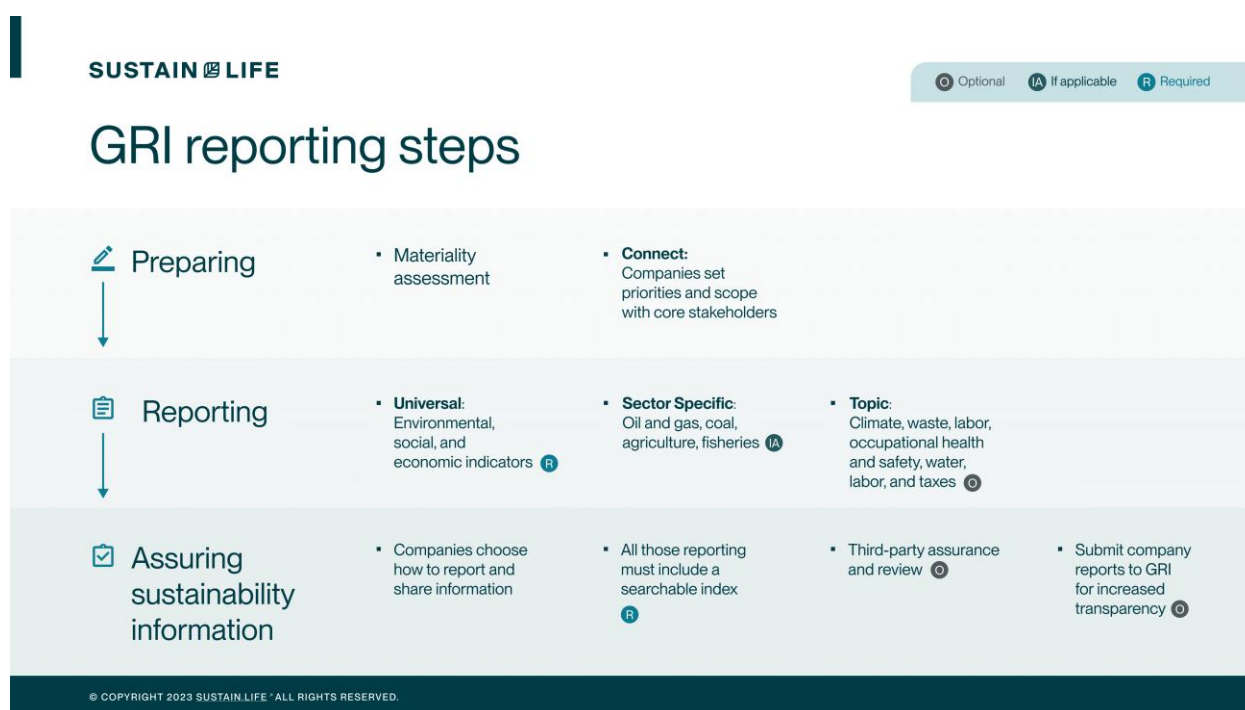 SUSTAIN LIFE
O Optional IA If applicable R Required
GRI reporting steps
Preparing
▪ Materiality
assessment
▪ Connect:
Companies set
priorities and scope
with core stakeholders
Reporting
▪ Universal:
Environmental,
social, and
economic indicators R
▪ Sector Specific:
Oil and gas, coal,
agriculture, fisheries IA
▪ Topic:
Climate, waste, labor,
occupational health
and safety, water,
labor, and taxes O
Assuring
sustainability
information
▪ Companies choose
how to report and
share information
▪ All those reporting
must include a
searchable index
R
▪ Third-party assurance
and review O
▪ Submit company
reports to GRI
for increased
transparency O
© COPYRIGHT 2023 SUSTAIN.LIFE ALL RIGHTS RESERVED.